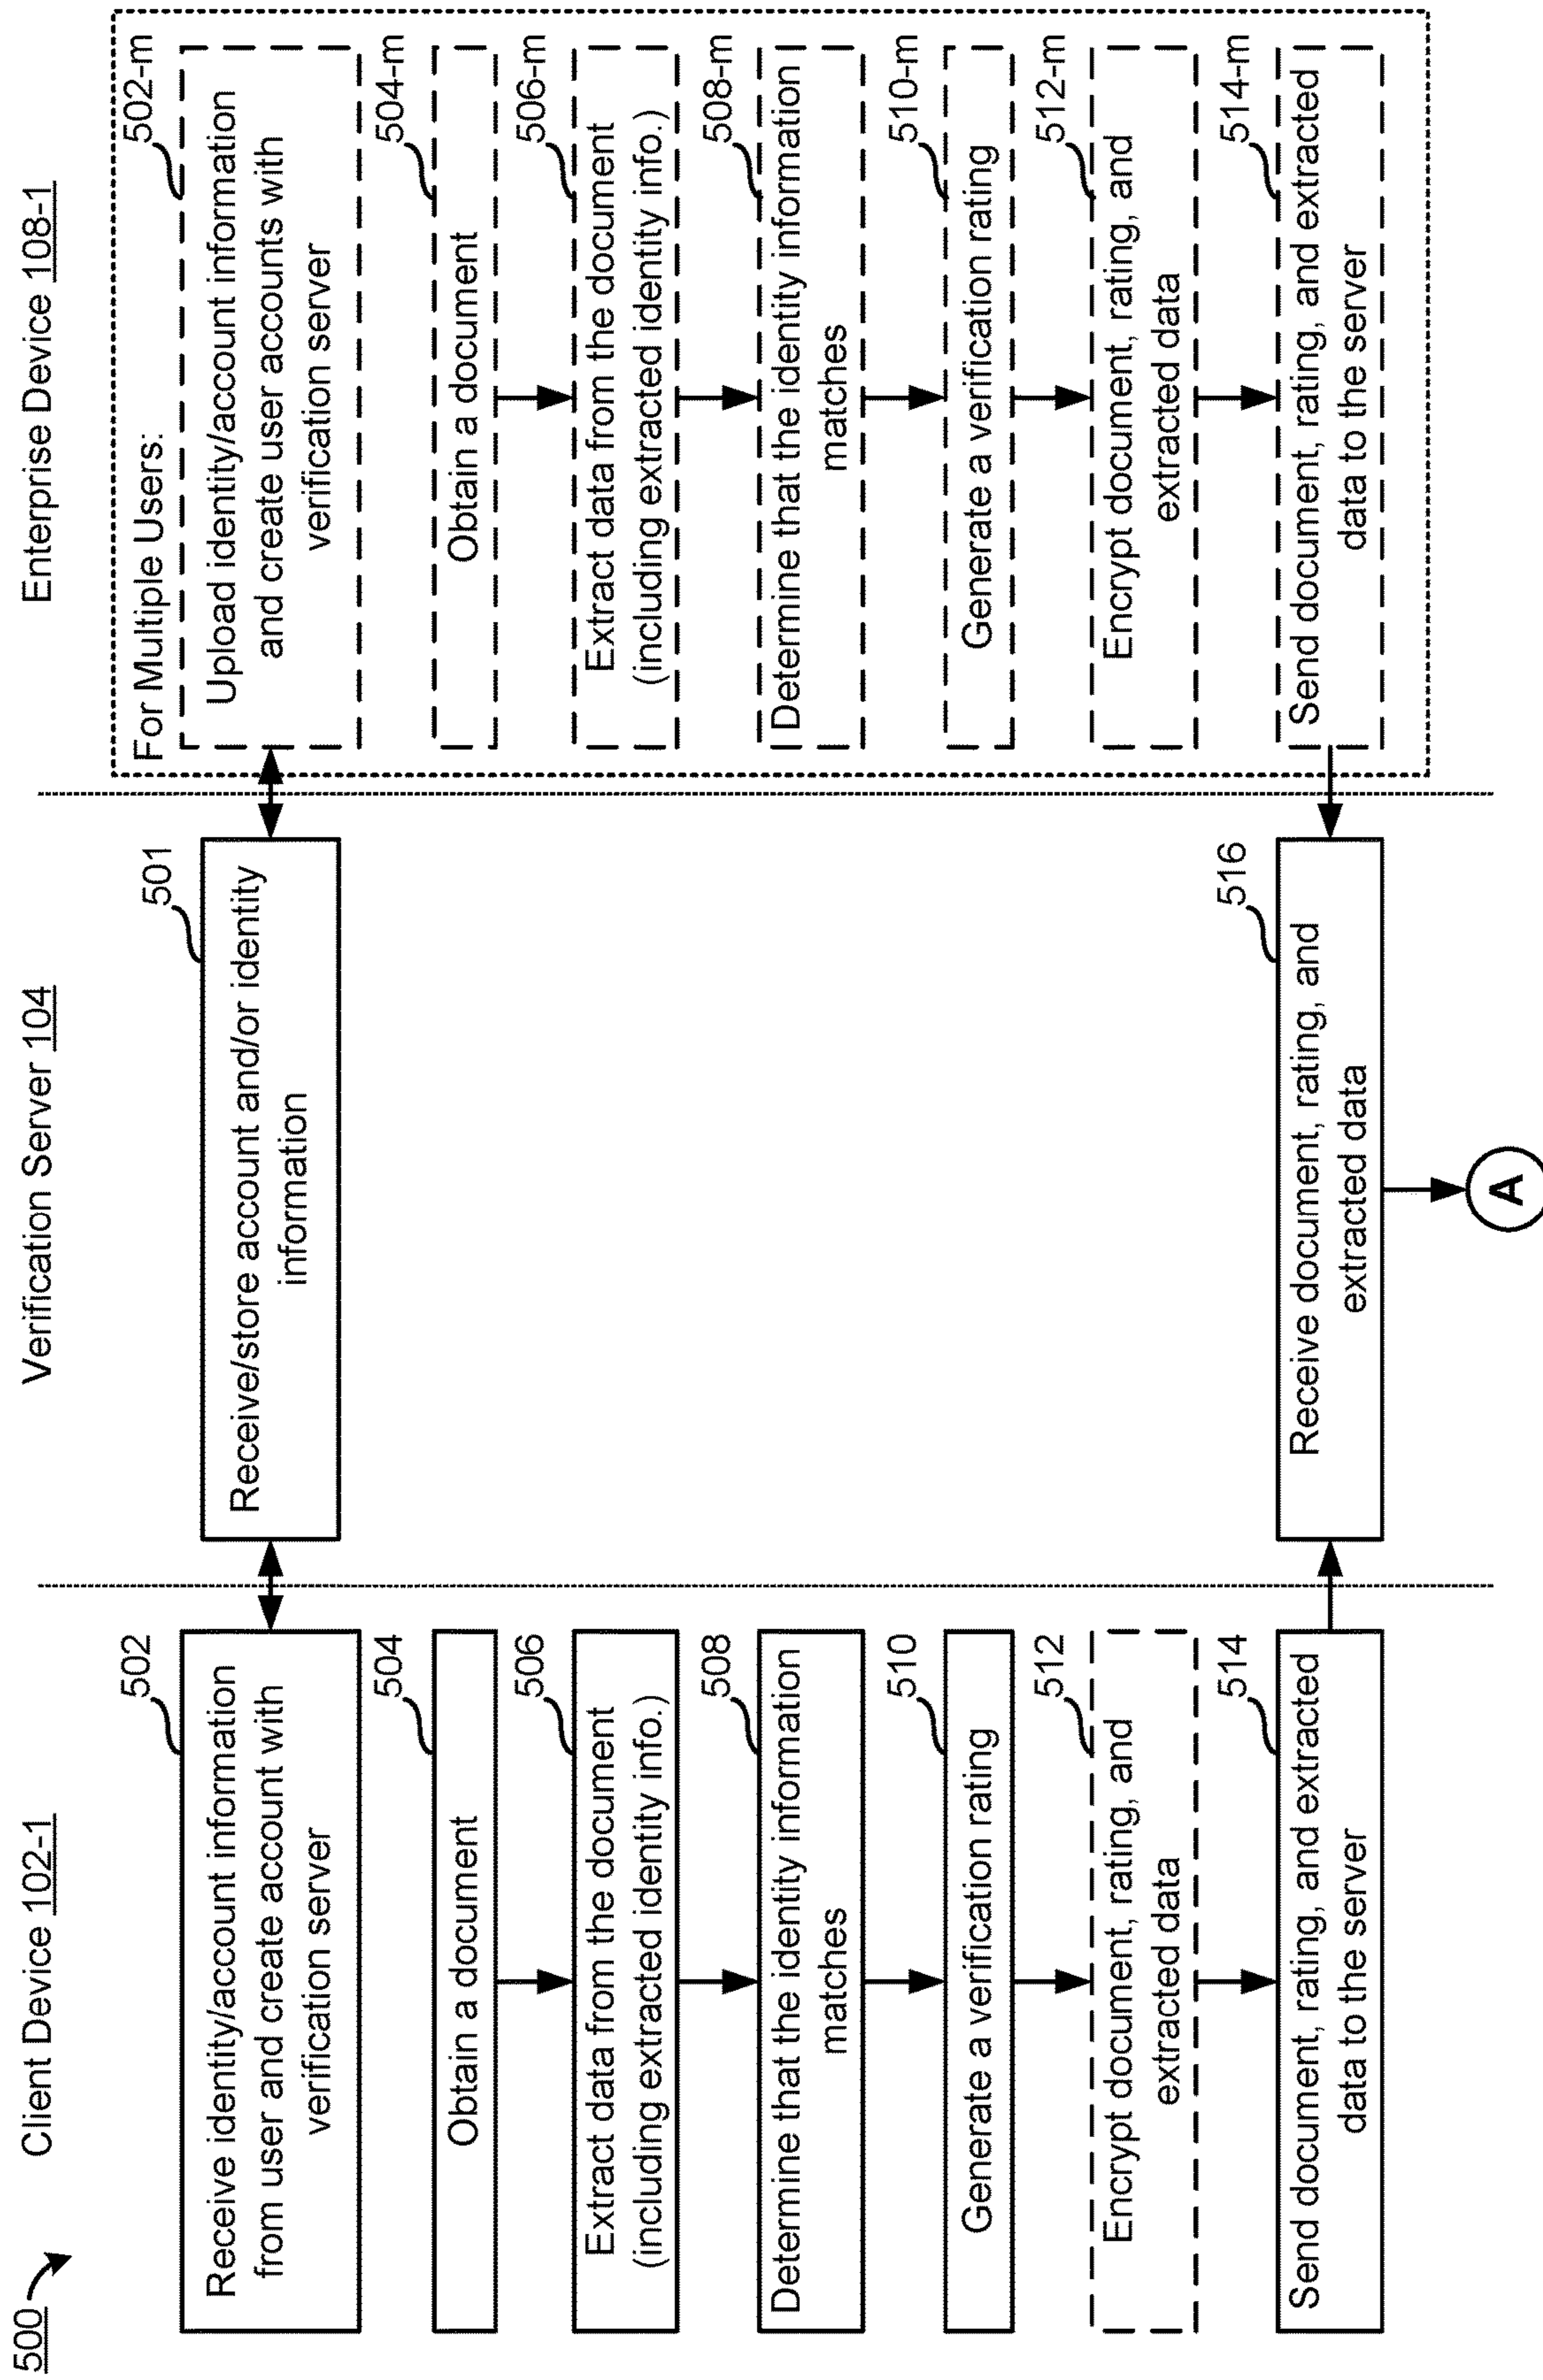 500
Client Device 102-1
Verification Server 104
Enterprise Device 108-1
502
Receive identity/account information
from user and create account with
verification server
504
Obtain a document
506
Extract data from the document
(including extracted identity info.)
508
Determine that the identity information
matches
510
Generate a verification rating
512
Encrypt document, rating, and
extracted data
514
Send document, rating, and extracted
data to the server
501
Receive/store account and/or identity
information
516
Receive document, rating, and
extracted data
A
For Multiple Users:
502-m
Upload identity/account information
and create user accounts with
verification server
504-m
Obtain a document
506-m
Extract data from the document
(including extracted identity info.)
508-m
Determine that the identity information
matches
510-m
Generate a verification rating
512-m
Encrypt document, rating, and
extracted data
514-m
Send document, rating, and extracted
data to the server